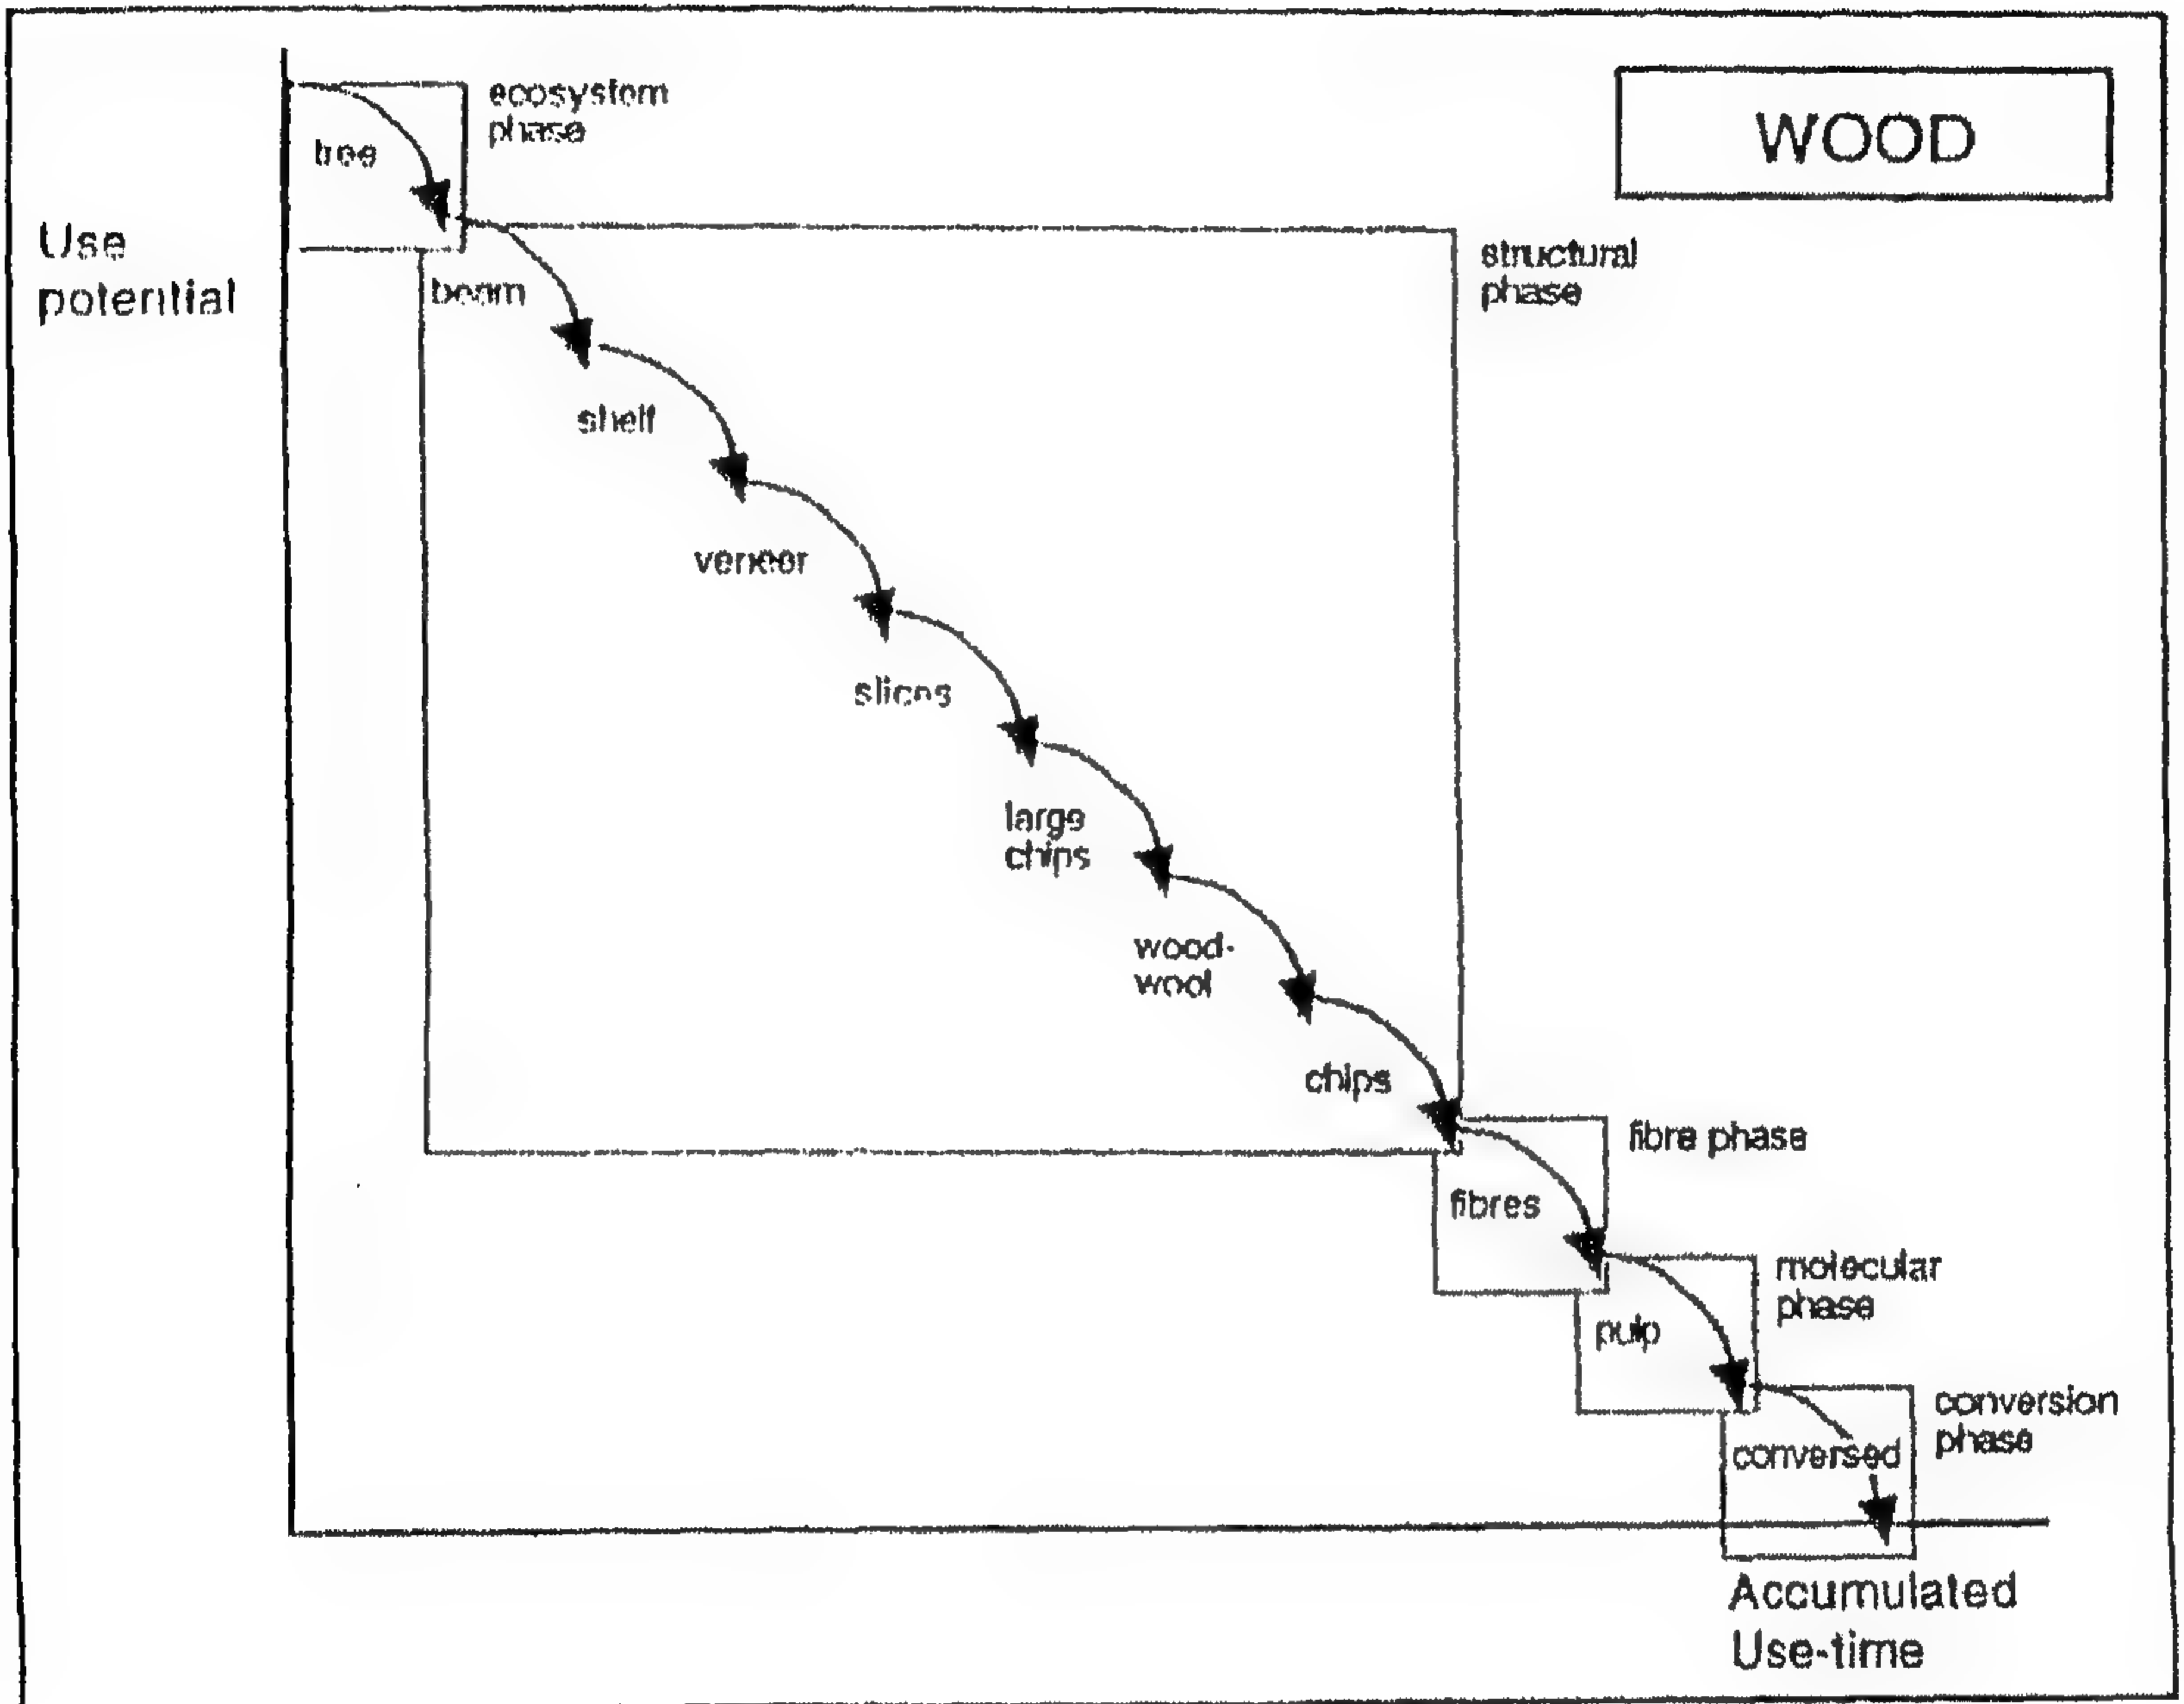 WOOD
ecosystem
phase
tree
Use
potential
structural
phase
beam
shelf
veneer
slices
large
chips
wood-
wool
chips
fibre phase
fibres
molecular
phase
pulp
conversion
phase
conversed
Accumulated
Use-time